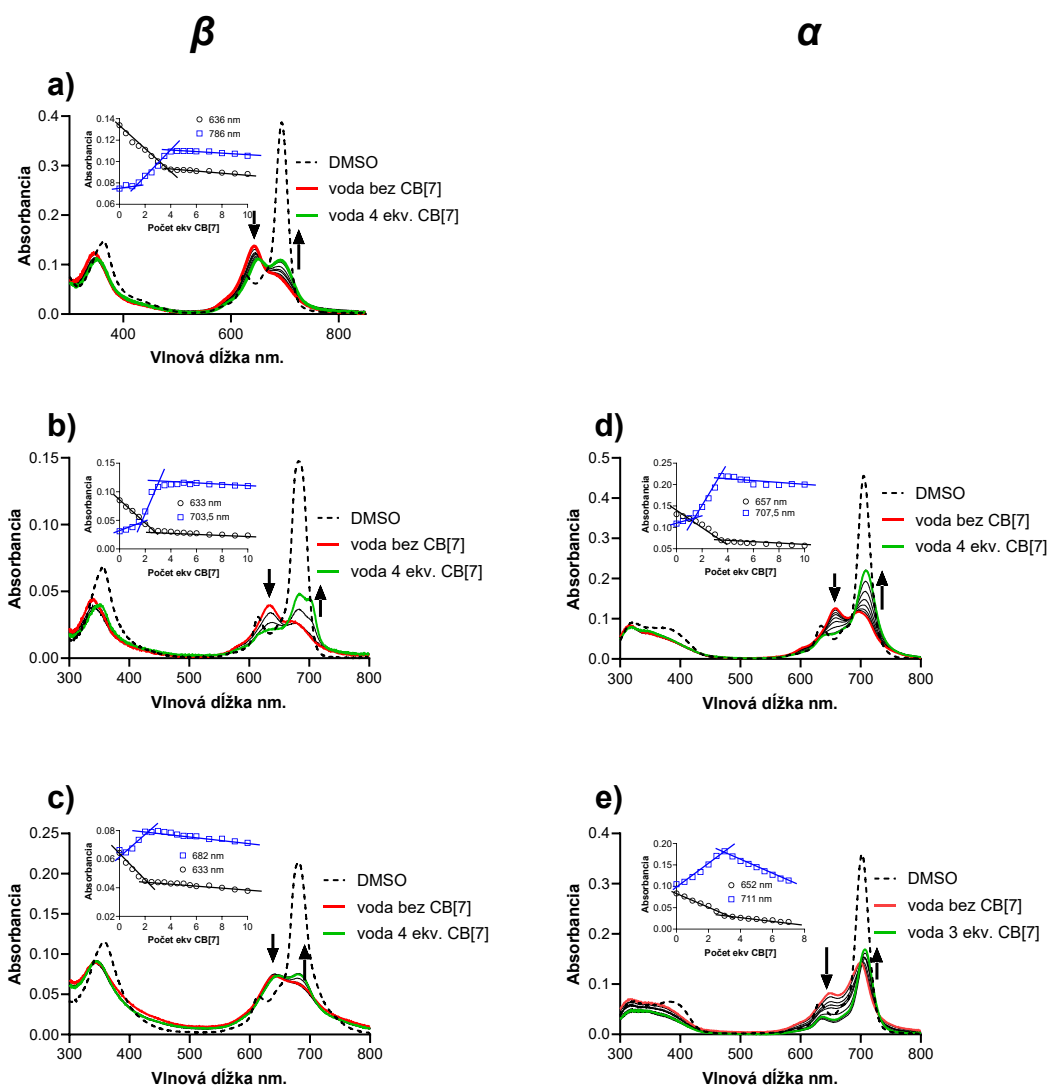 β
α
a)
Absorbancia
0.4
0.3
0.2
0.1
0.0
400
600
800
Vlnová dĺžka nm.
Absorbancia
0.14
0.12
0.10
0.08
0.06
0
2
4
6
8
10
Počet ekv CB[7]
636 nm
786 nm
DMSO
voda bez CB[7]
voda 4 ekv. CB[7]
b)
Absorbancia
0.15
0.10
0.05
0.00
300
400
500
600
700
800
Vlnová dĺžka nm.
Absorbancia
0.15
0.10
0.05
0.00
0
2
4
6
8
10
Počet ekv CB[7]
633 nm
703,5 nm
DMSO
voda bez CB[7]
voda 4 ekv. CB[7]
d)
Absorbancia
0.5
0.4
0.3
0.2
0.1
0.0
300
400
500
600
700
800
Vlnová dĺžka nm.
Absorbancia
0.25
0.20
0.15
0.10
0.05
0
2
4
6
8
10
Počet ekv CB[7]
657 nm
707,5 nm
DMSO
voda bez CB[7]
voda 4 ekv. CB[7]
c)
Absorbancia
0.25
0.20
0.15
0.10
0.05
0.00
300
400
500
600
700
800
Vlnová dĺžka nm.
Absorbancia
0.08
0.06
0.04
0.02
0
2
4
6
8
10
Počet ekv CB[7]
682 nm
633 nm
DMSO
voda bez CB[7]
voda 4 ekv. CB[7]
e)
Absorbancia
0.4
0.3
0.2
0.1
0.0
300
400
500
600
700
800
Vlnová dĺžka nm.
Absorbancia
0.20
0.15
0.10
0.05
0.00
0
2
4
6
8
Počet ekv CB[7]
652 nm
711 nm
DMSO
voda bez CB[7]
voda 3 ekv. CB[7]